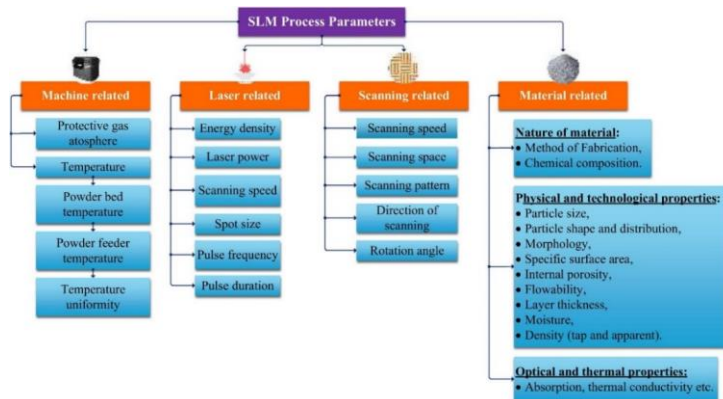 SLM Process Parameters
Machine related
Protective gas
atosphere
Temperature
Powder bed
temperature
Powder feeder
temperature
Temperature
uniformity
Laser related
Energy density
Laser power
Scanning speed
Spot size
Pulse frequency
Pulse duration
Scanning related
Scanning speed
Scanning space
Scanning pattern
Direction of
scanning
Rotation angle
Material related
Nature of material:
• Method of Fabrication,
• Chemical composition.
Physical and technological properties:
• Particle size,
• Particle shape and distribution,
• Morphology,
• Specific surface area,
• Internal porosity,
• Flowability,
• Layer thickness,
• Moisture,
• Density (tap and apparent).
Optical and thermal properties:
• Absorption, thermal conductivity etc.